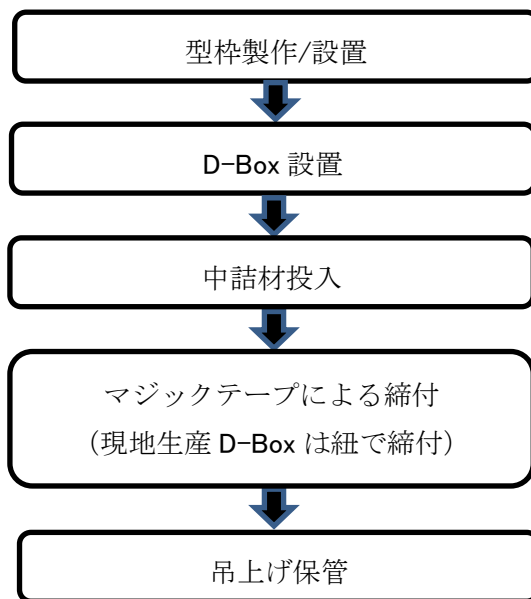 型枠製作/設置
D-Box 設置
中詰材投入
マジックテープによる締付
（現地生産 D-Box は紐で締付）
吊上げ保管